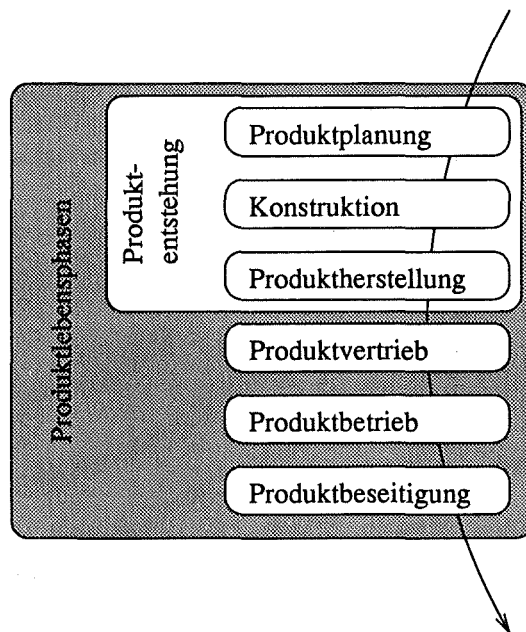 Produktlebensphasen
Produkt-
entstehung
Produktplanung
Konstruktion
Produktherstellung
Produktvertrieb
Produktbetrieb
Produktbeseitigung